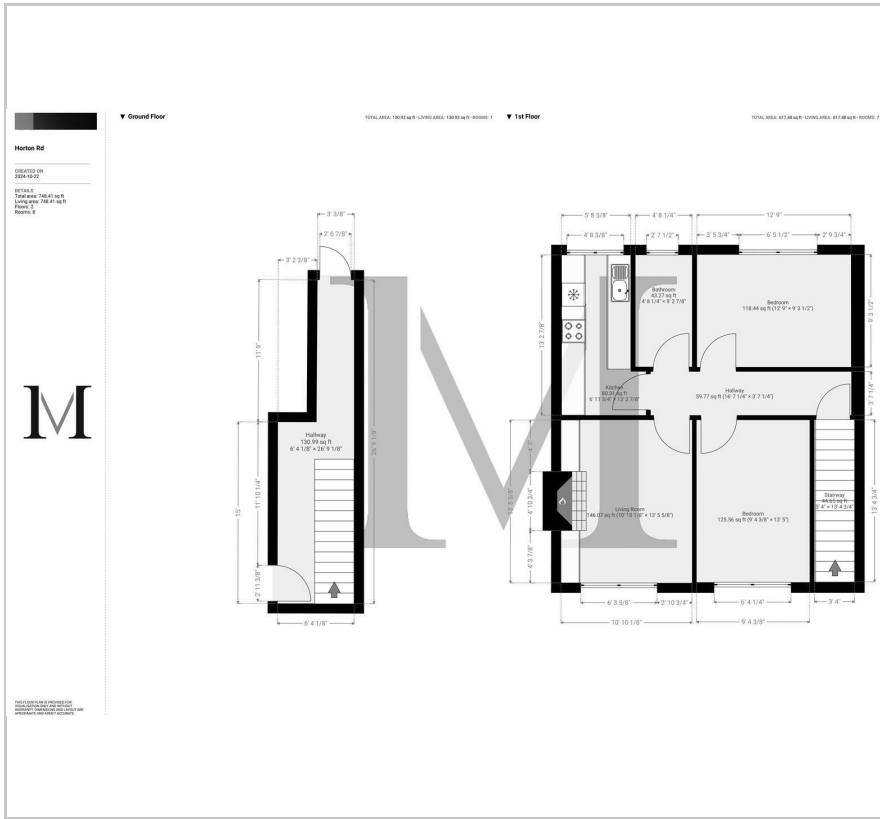 ▼ Ground Floor
TOTAL AREA: 130.93 sq ft · LIVING AREA: 130.93 sq ft · ROOMS: 1
▼ 1st Floor
TOTAL AREA: 617.48 sq ft · LIVING AREA: 617.48 sq ft · ROOMS: 7
Horton Rd
CREATED ON
2024-10-22
DETAILS
Total area: 748.41 sq ft
Living area: 748.41 sq ft
Floors: 2
Rooms: 8
M
THIS FLOOR PLAN IS PROVIDED FOR
VISUALISATION ONLY AND WITHOUT
WARRANTY. DIMENSIONS AND LAYOUT ARE
3' 3/8"
2' 6 7/8"
3' 2 3/8"
11' 9"
Hallway
130.99 sq ft
6' 4 1/8" × 26' 9 1/8"
26' 9 1/8"
11' 10 1/4"
15'
2' 11 3/8"
6' 4 1/8"
5' 8 5/8"
4' 8 1/4"
12' 9"
4' 8 3/8"
2' 7 1/2"
3' 5 3/4"
6' 5 1/2"
2' 9 3/4"
Bathroom
43.27 sq ft
4' 8 1/4" × 9' 2 7/8"
Bedroom
118.44 sq ft (12' 9" × 9' 3 1/2")
9' 3 1/2"
13' 2 7/8"
Kitchen
80.31 sq ft
6' 11 3/4" × 13' 2 7/8"
Hallway
59.77 sq ft (16' 7 1/4" × 3' 7 1/4")
3' 7 1/4"
13' 5 5/8"
4' 10 3/4"
4' 3 7/8"
Living Room
146.07 sq ft (10' 10 1/8" × 13' 5 5/8")
Bedroom
125.56 sq ft (9' 4 3/8" × 13' 5")
Stairway
44.65 sq ft
3' 4" × 13' 4 3/4"
13' 4 3/4"
6' 3 5/8"
2' 10 3/4"
6' 4 1/4"
3' 4"
10' 10 1/8"
9' 4 3/8"
M